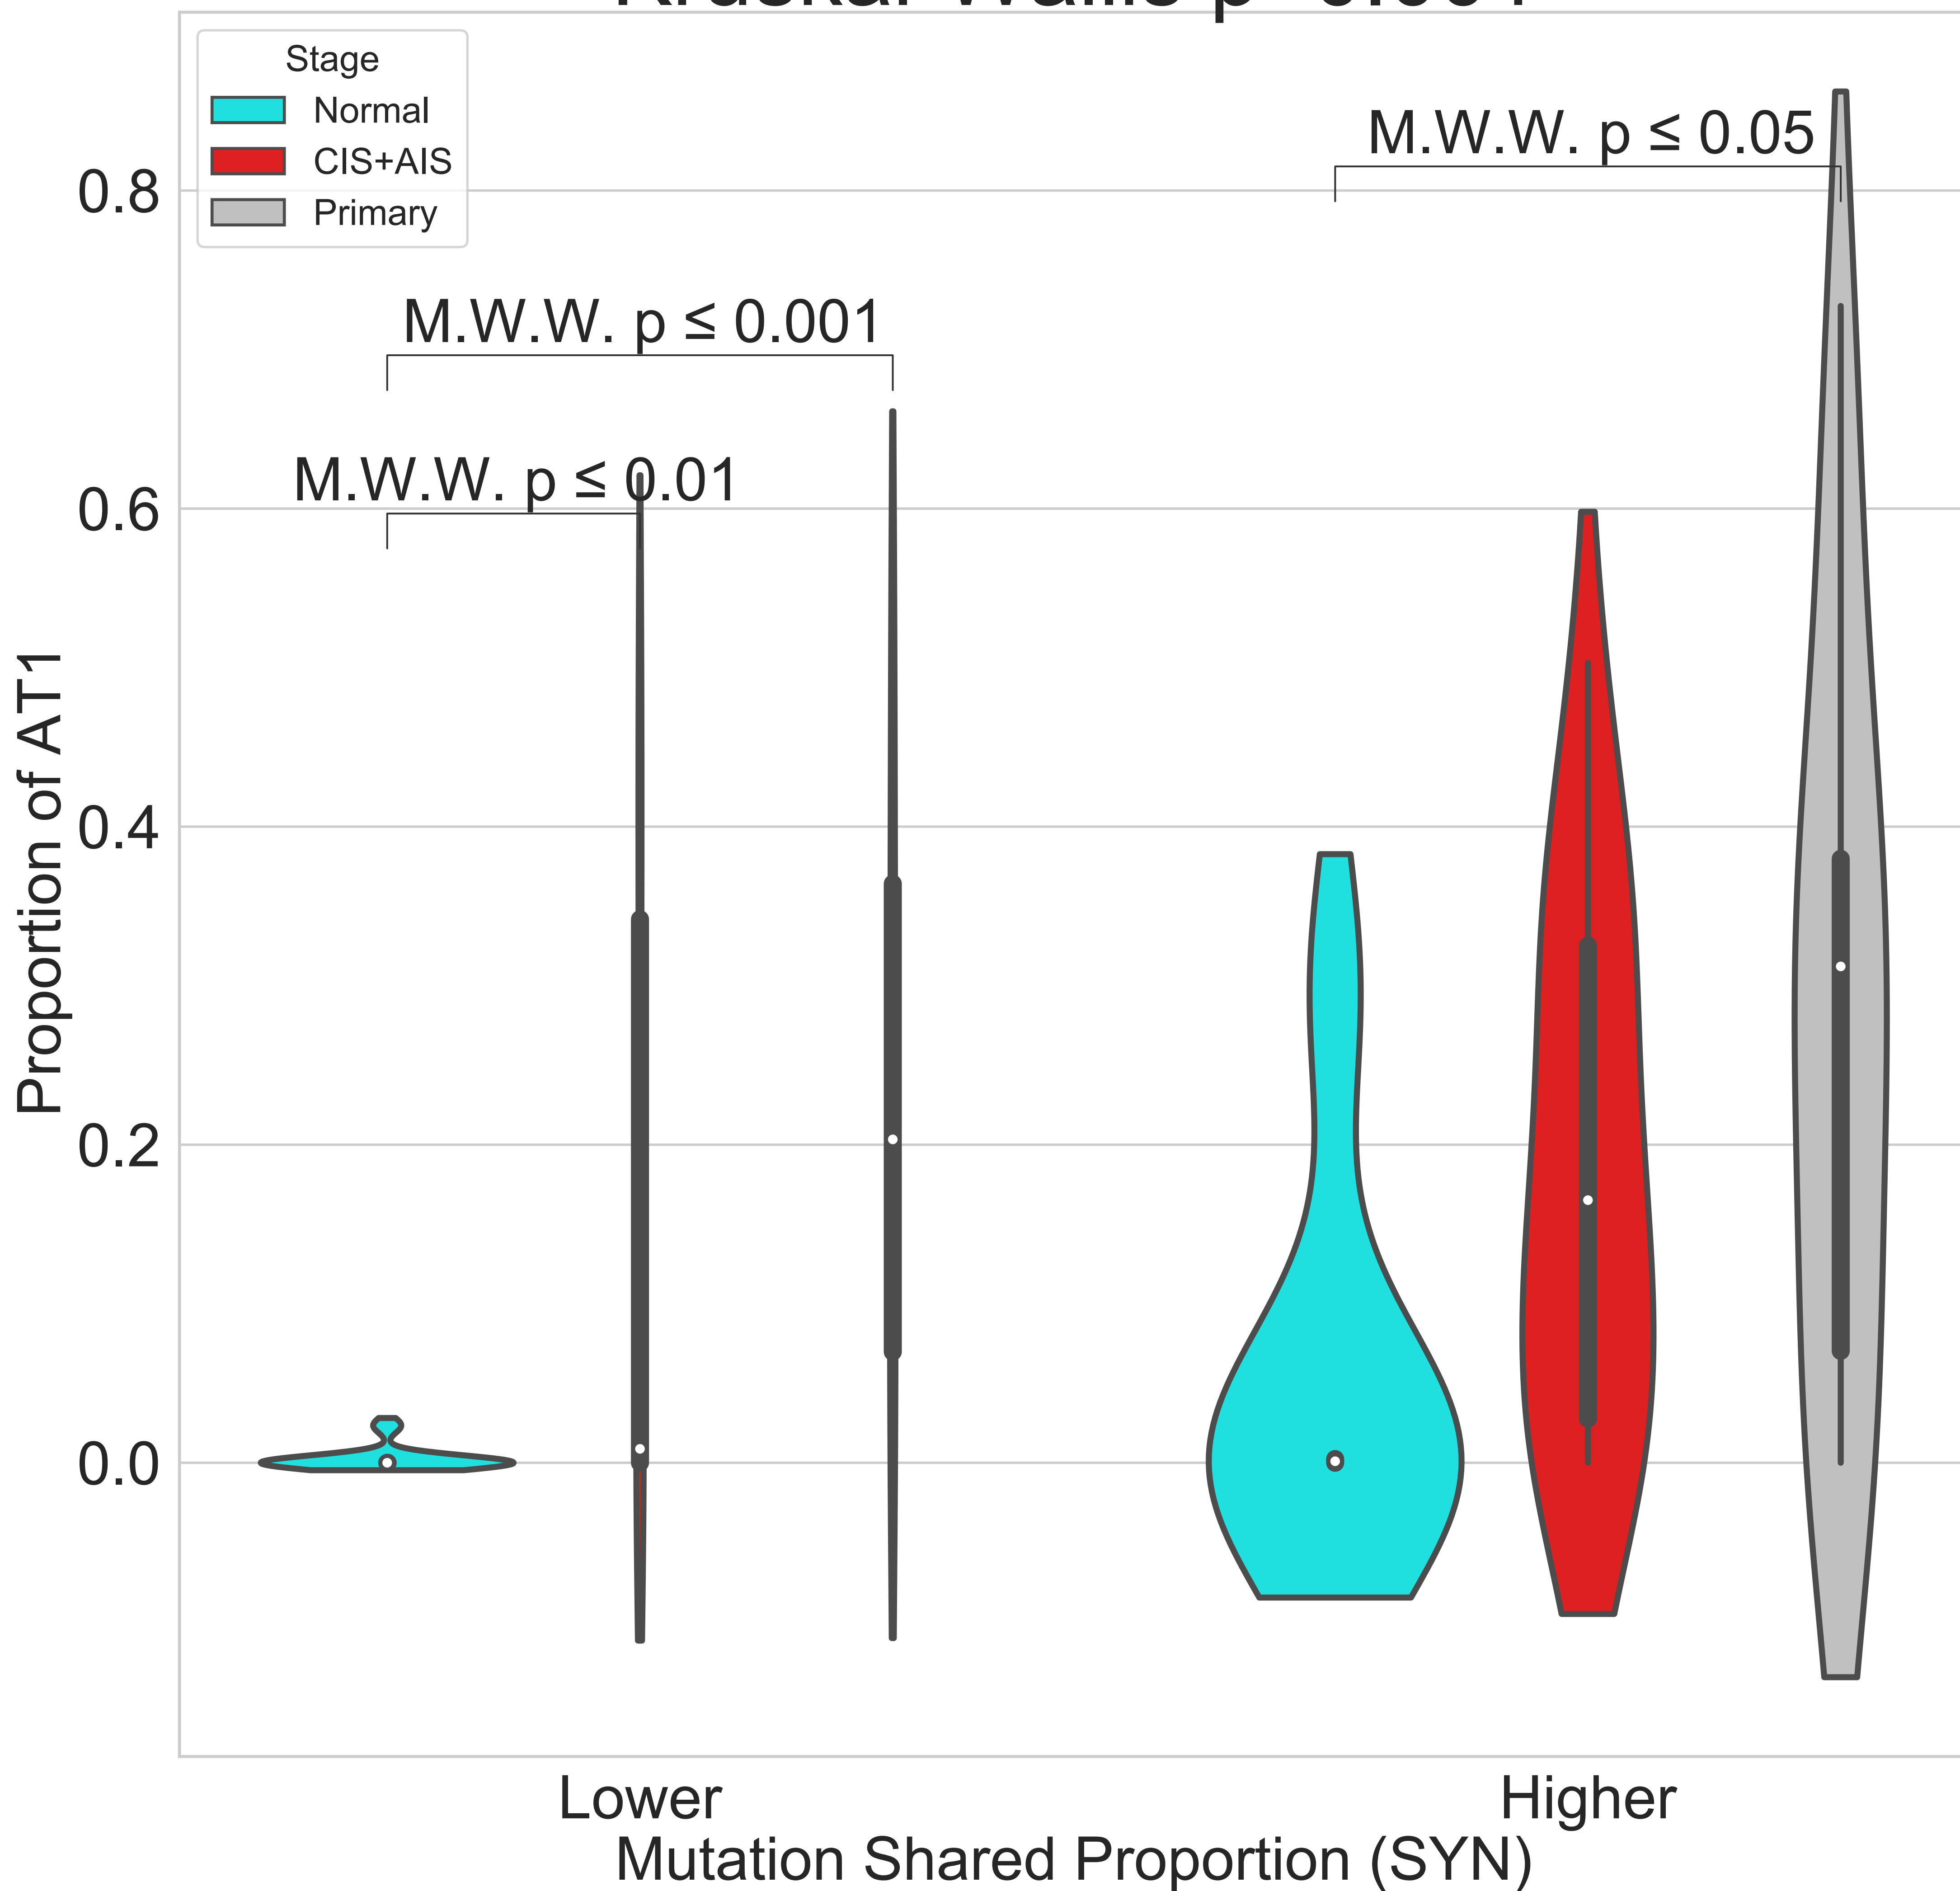 Stage
Normal
CIS+AIS
Primary
M.W.W. p ≤ 0.05
M.W.W. p ≤ 0.001
M.W.W. p ≤ 0.01
0.8
0.6
0.4
0.2
0.0
Proportion of AT1
Lower
Higher
Mutation Shared Proportion (SYN)